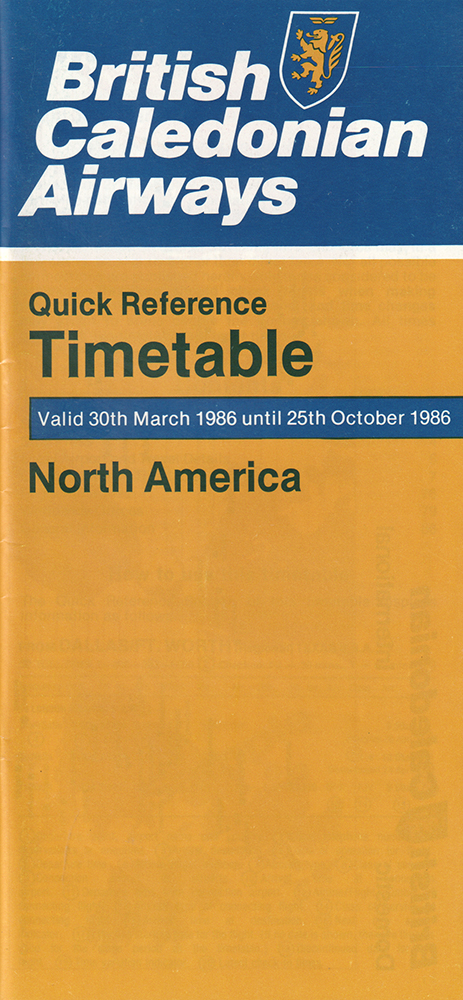 British
Caledonian
Airways
Quick Reference
Timetable
Valid 30th March 1986 until 25th October 1986
North America